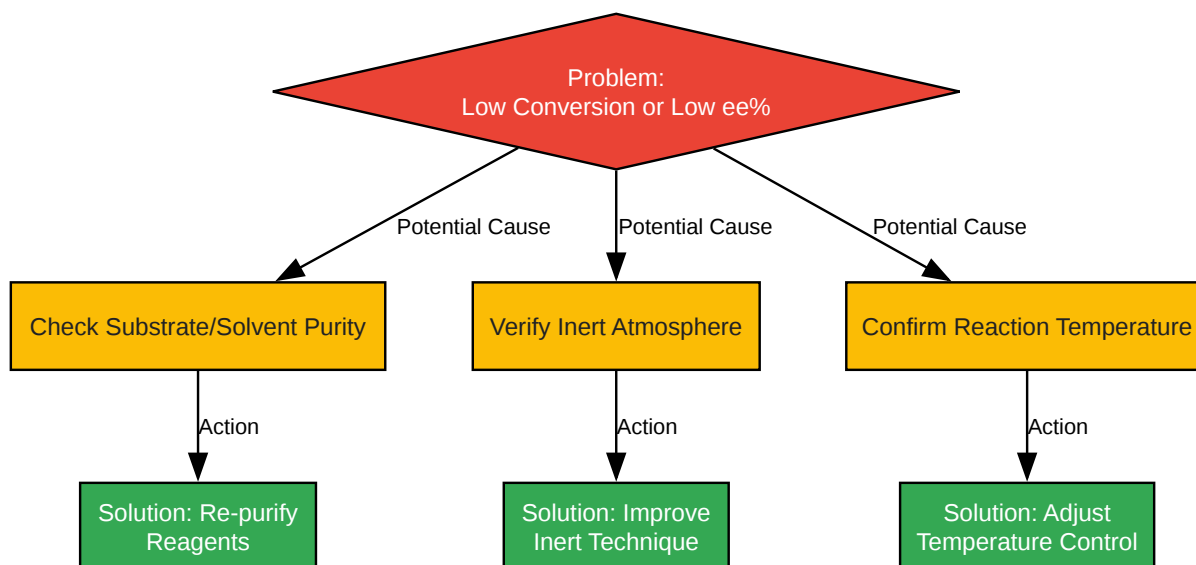 Problem:
Low Conversion or Low ee%
Potential Cause
Potential Cause
Potential Cause
Check Substrate/Solvent Purity
Verify Inert Atmosphere
Confirm Reaction Temperature
Action
Action
Action
Solution: Re-purify
Reagents
Solution: Improve
Inert Technique
Solution: Adjust
Temperature Control